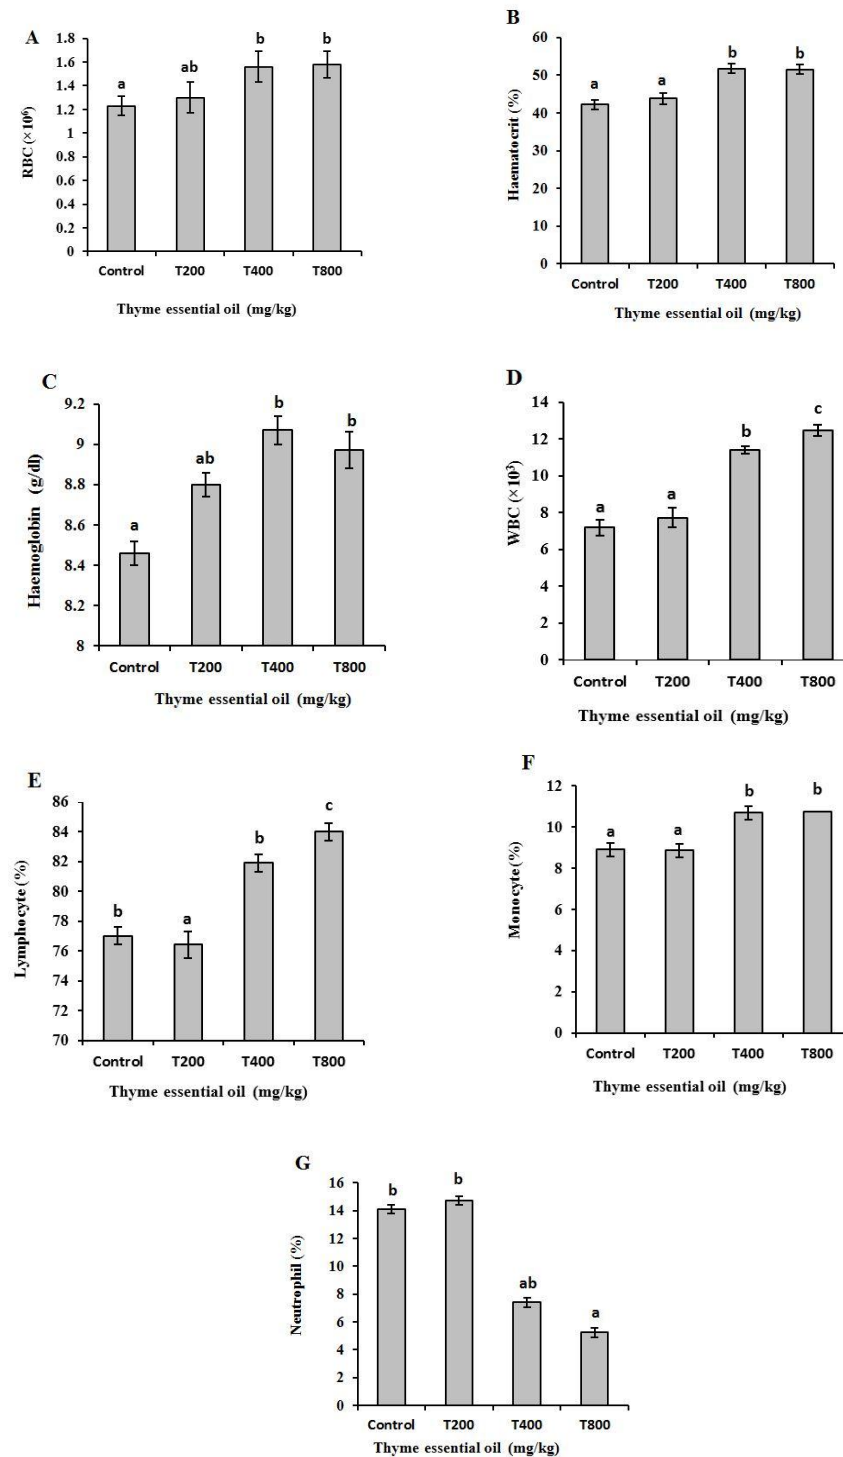 A
1.8
1.6
1.4
1.2
1
0.8
0.6
0.4
0.2
0
RBC (×10⁶)
a
ab
b
b
Control T200 T400 T800
Thyme essential oil (mg/kg)
B
60
50
40
30
20
10
0
Haematocrit (%)
a
a
b
b
Control T200 T400 T800
Thyme essential oil (mg/kg)
C
9.2
9
8.8
8.6
8.4
8.2
8
Haemoglobin (g/dl)
a
ab
b
b
Control T200 T400 T800
Thyme essential oil (mg/kg)
D
14
12
10
8
6
4
2
0
WBC (×10³)
a
a
b
c
Control T200 T400 T800
Thyme essential oil (mg/kg)
E
86
84
82
80
78
76
74
72
70
Lymphocyte (%)
b
a
b
c
Control T200 T400 T800
Thyme essential oil (mg/kg)
F
12
10
8
6
4
2
0
Monocyte (%)
a
a
b
b
Control T200 T400 T800
Thyme essential oil (mg/kg)
G
16
14
12
10
8
6
4
2
0
Neutrophil (%)
b
b
ab
a
Control T200 T400 T800
Thyme essential oil (mg/kg)